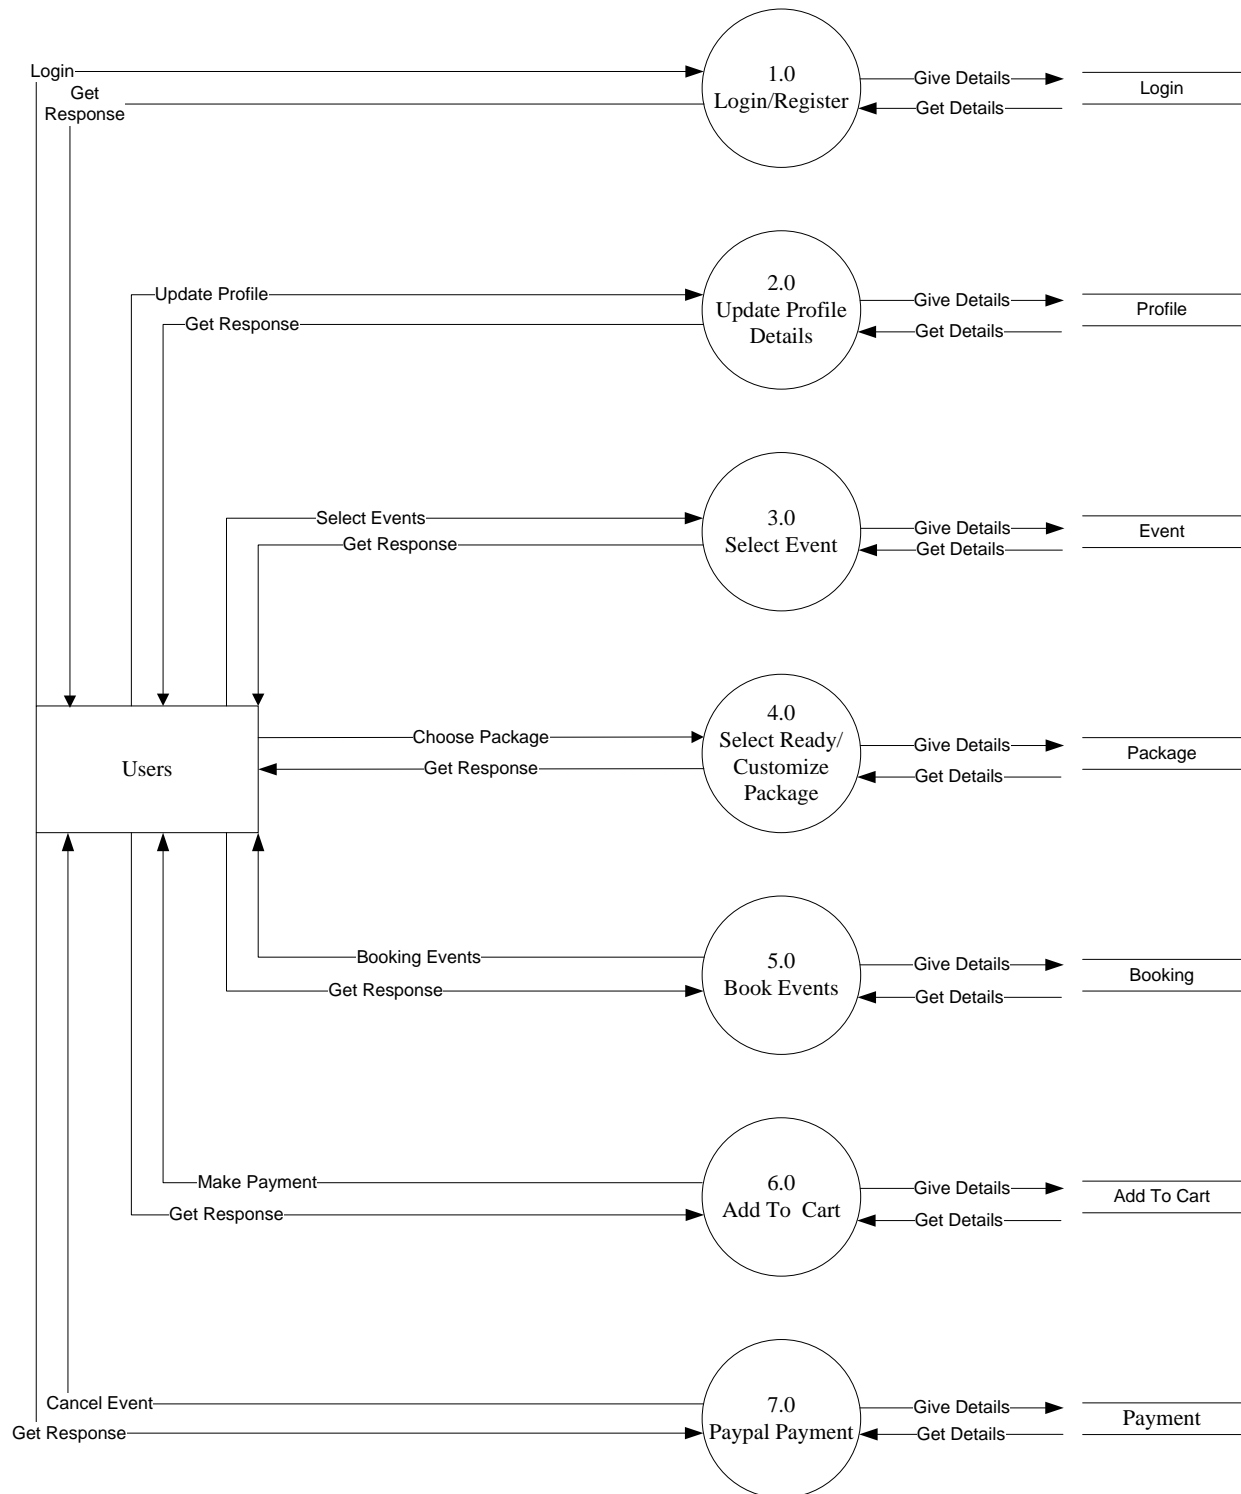 Login
Get
Response
1.0
Login/Register
Give Details
Get Details
Login
Update Profile
Get Response
2.0
Update Profile
Details
Give Details
Get Details
Profile
Select Events
Get Response
3.0
Select Event
Give Details
Get Details
Event
Users
Choose Package
Get Response
4.0
Select Ready/
Customize
Package
Give Details
Get Details
Package
Booking Events
Get Response
5.0
Book Events
Give Details
Get Details
Booking
Make Payment
Get Response
6.0
Add To Cart
Give Details
Get Details
Add To Cart
Cancel Event
Get Response
7.0
Paypal Payment
Give Details
Get Details
Payment